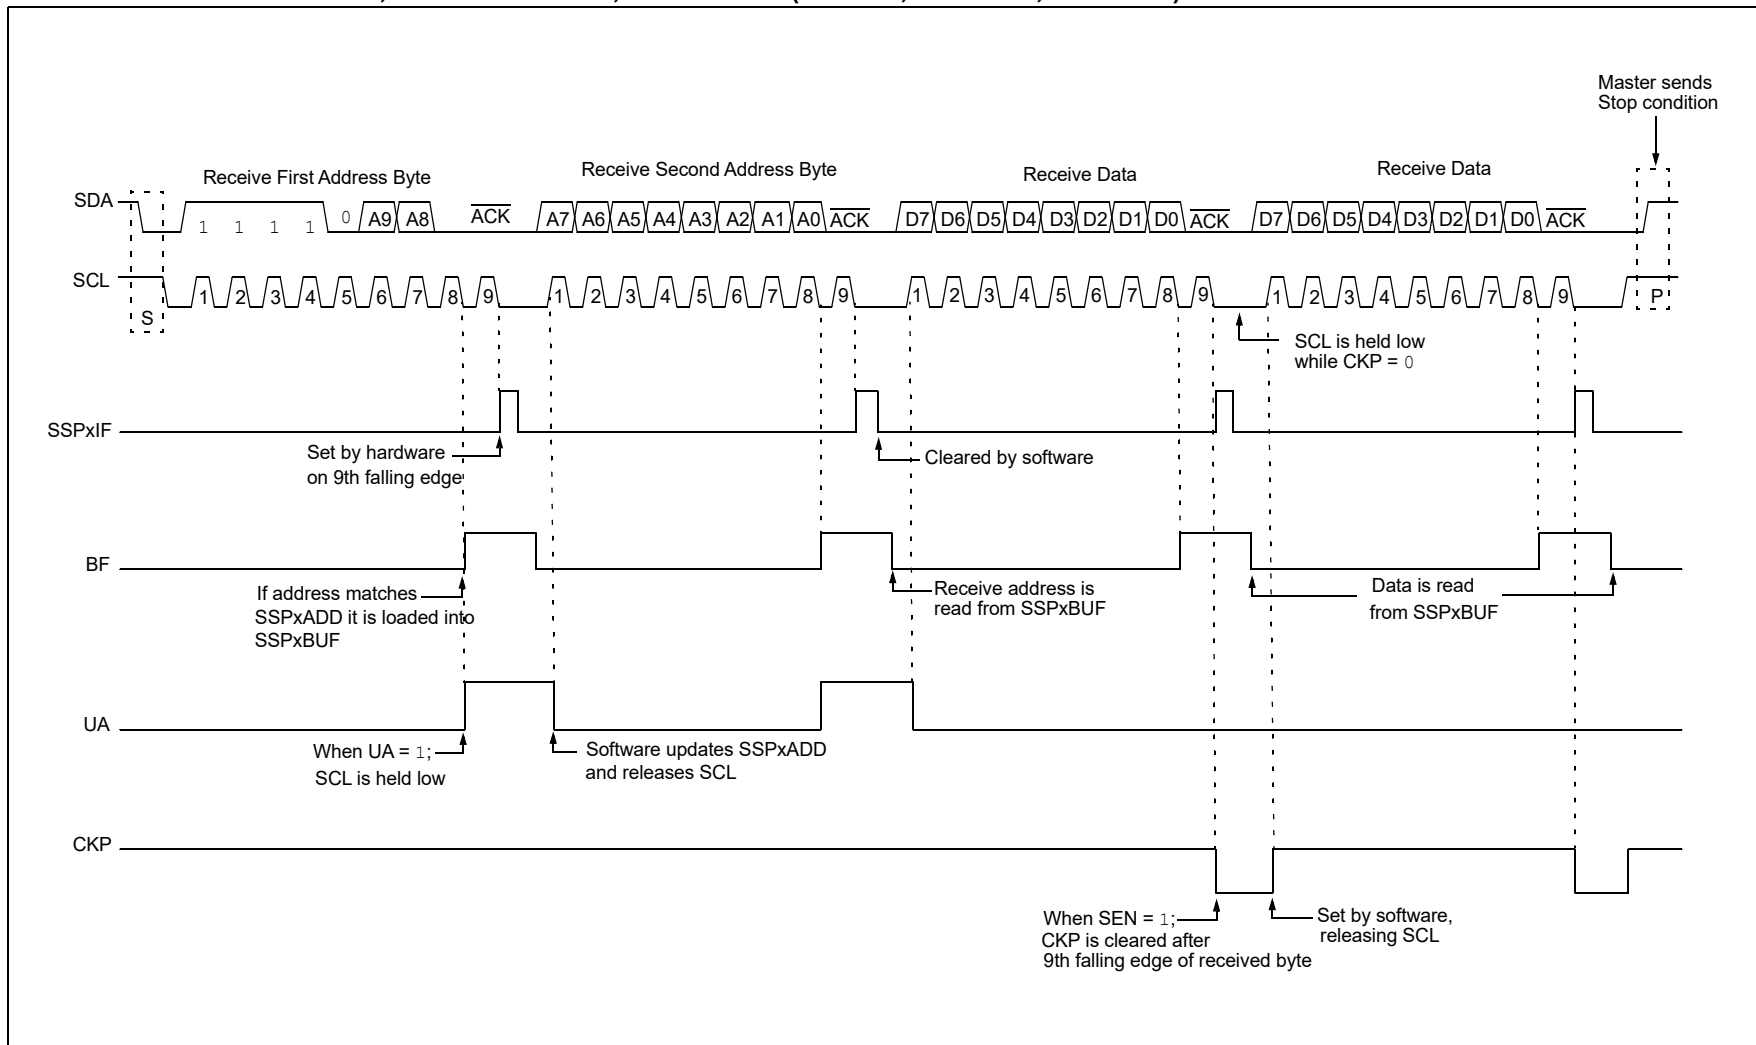 Master sends
Stop condition
Receive First Address Byte
Receive Second Address Byte
Receive Data
Receive Data
SDA
1 1 1 1 0 A9 A8 ACK A7 A6 A5 A4 A3 A2 A1 A0 ACK D7 D6 D5 D4 D3 D2 D1 D0 ACK D7 D6 D5 D4 D3 D2 D1 D0 ACK
SCL
S 1 2 3 4 5 6 7 8 9 1 2 3 4 5 6 7 8 9 1 2 3 4 5 6 7 8 9 1 2 3 4 5 6 7 8 9 P
SCL is held low
while CKP = 0
SSPxIF
Set by hardware
on 9th falling edge
Cleared by software
BF
If address matches
SSPxADD it is loaded into
SSPxBUF
Receive address is
read from SSPxBUF
Data is read
from SSPxBUF
UA
When UA = 1;
SCL is held low
Software updates SSPxADD
and releases SCL
CKP
When SEN = 1;
CKP is cleared after
9th falling edge of received byte
Set by software,
releasing SCL